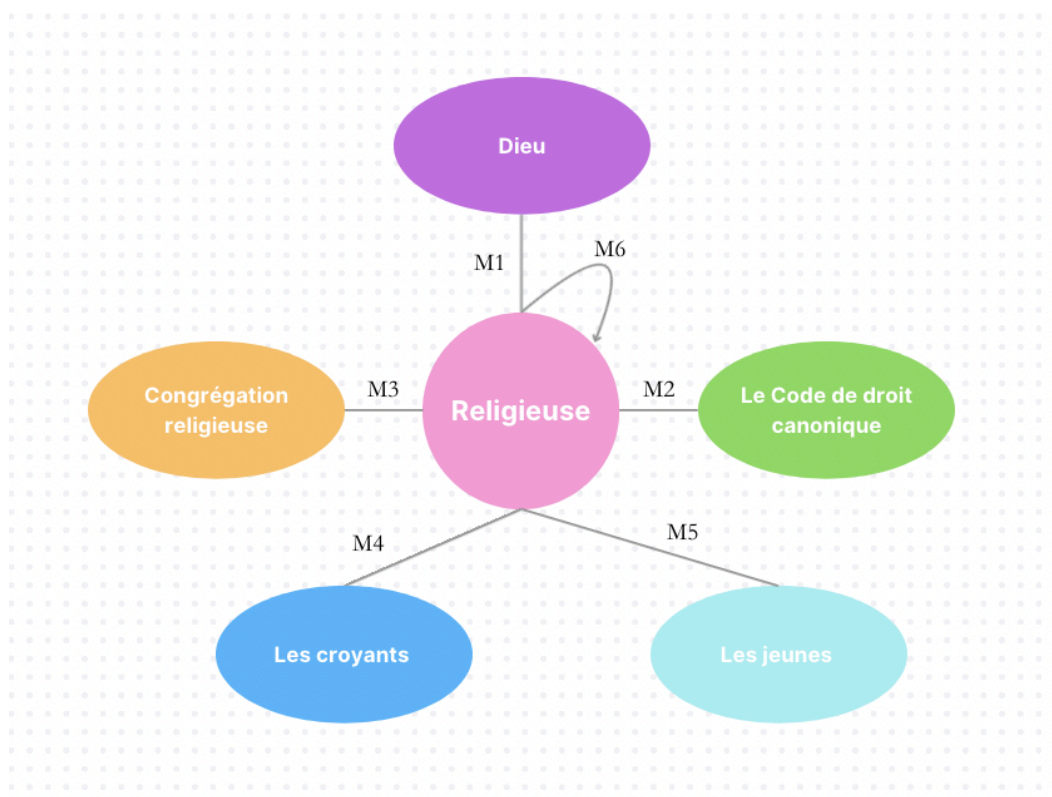 Dieu
M6
M1
Congrégation
religieuse
M3
Religieuse
M2
Le Code de droit
canonique
M4
M5
Les croyants
Les jeunes